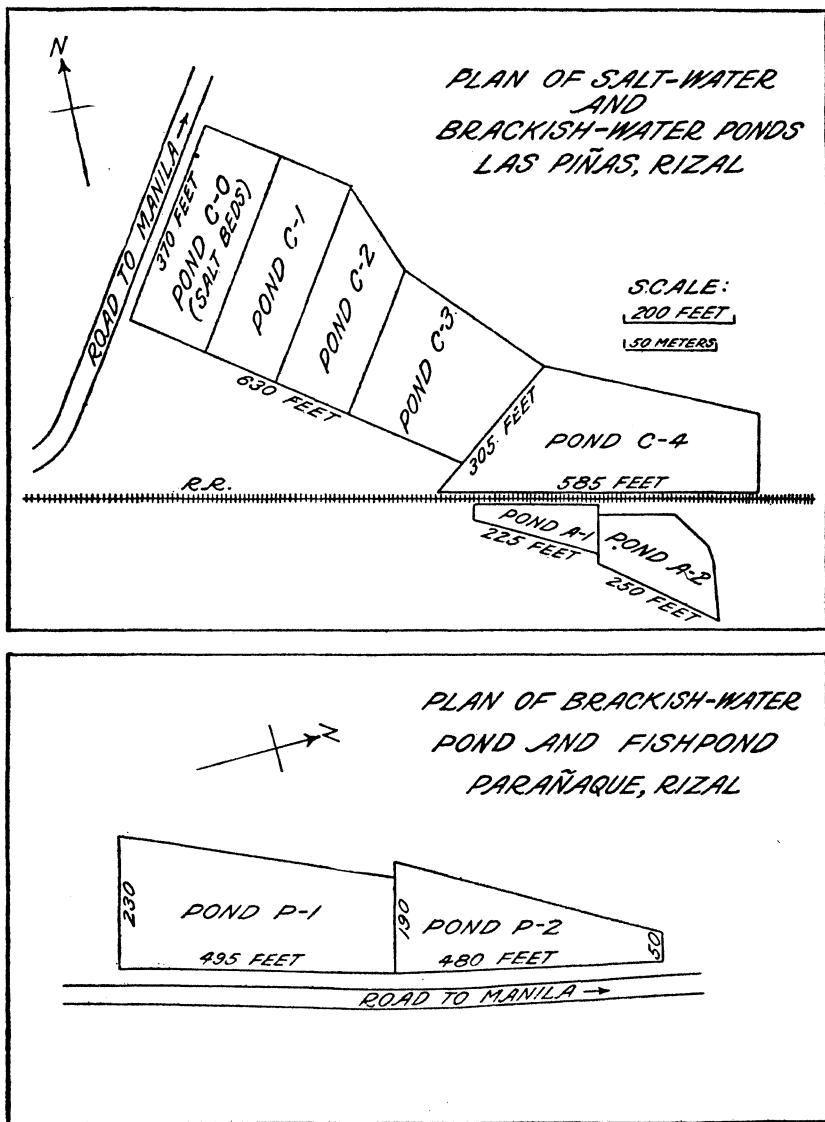 N
PLAN OF SALT-WATER
AND
BRACKISH-WATER PONDS
LAS PIÑAS, RIZAL
ROAD TO MANILA →
370 FEET
POND C-0
(SALT BEDS)
POND C-1
POND C-2
POND C-3
630 FEET
SCALE:
200 FEET
50 METERS
305 FEET
POND C-4
585 FEET
R.R.
POND A-1
225 FEET
POND A-2
250 FEET
PLAN OF BRACKISH-WATER
POND AND FISHPOND
PARAÑAQUE, RIZAL
N
230
POND P-1
495 FEET
190
POND P-2
480 FEET
50
ROAD TO MANILA →